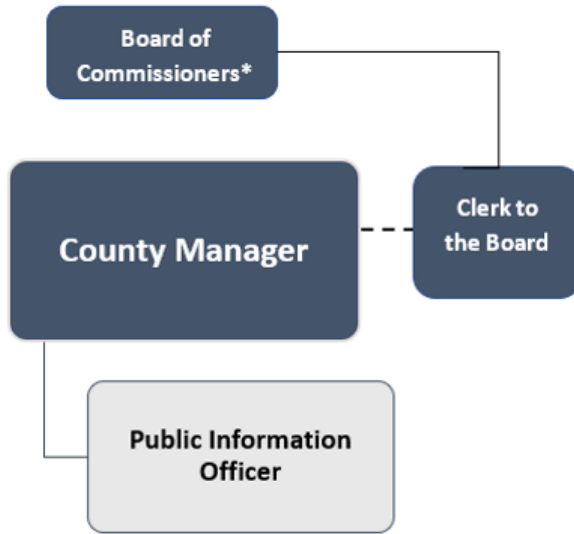 Board of
Commissioners*
County Manager
Clerk to
the Board
Public Information
Officer